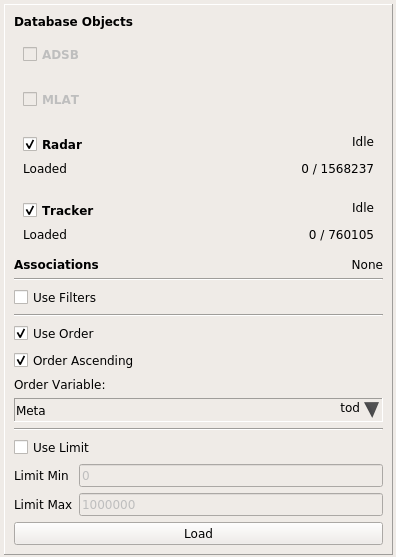 Database Objects
ADSB
MLAT
Radar Idle
Loaded 0 / 1568237
Tracker Idle
Loaded 0 / 760105
Associations None
Use Filters
Use Order
Order Ascending
Order Variable:
Meta tod
Use Limit
Limit Min 0
Limit Max 1000000
Load